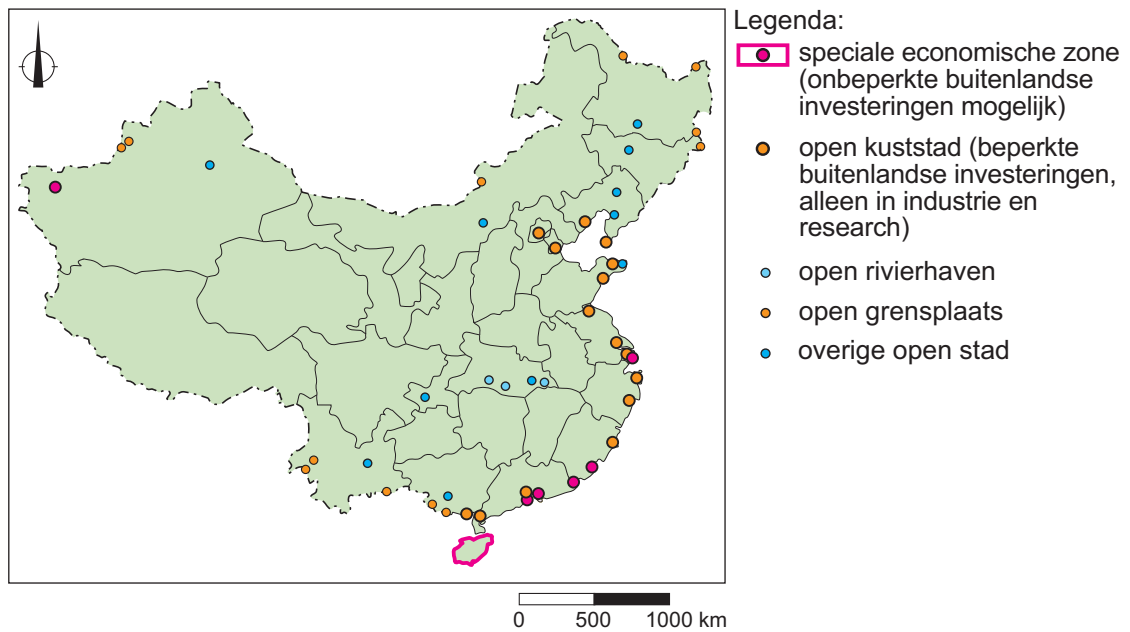 Legenda:
speciale economische zone
(onbeperkte buitenlandse
investeringen mogelijk)
open kuststad (beperkte
buitenlandse investeringen,
alleen in industrie en
research)
open rivierhaven
open grensplaats
overige open stad
0 500 1000 km